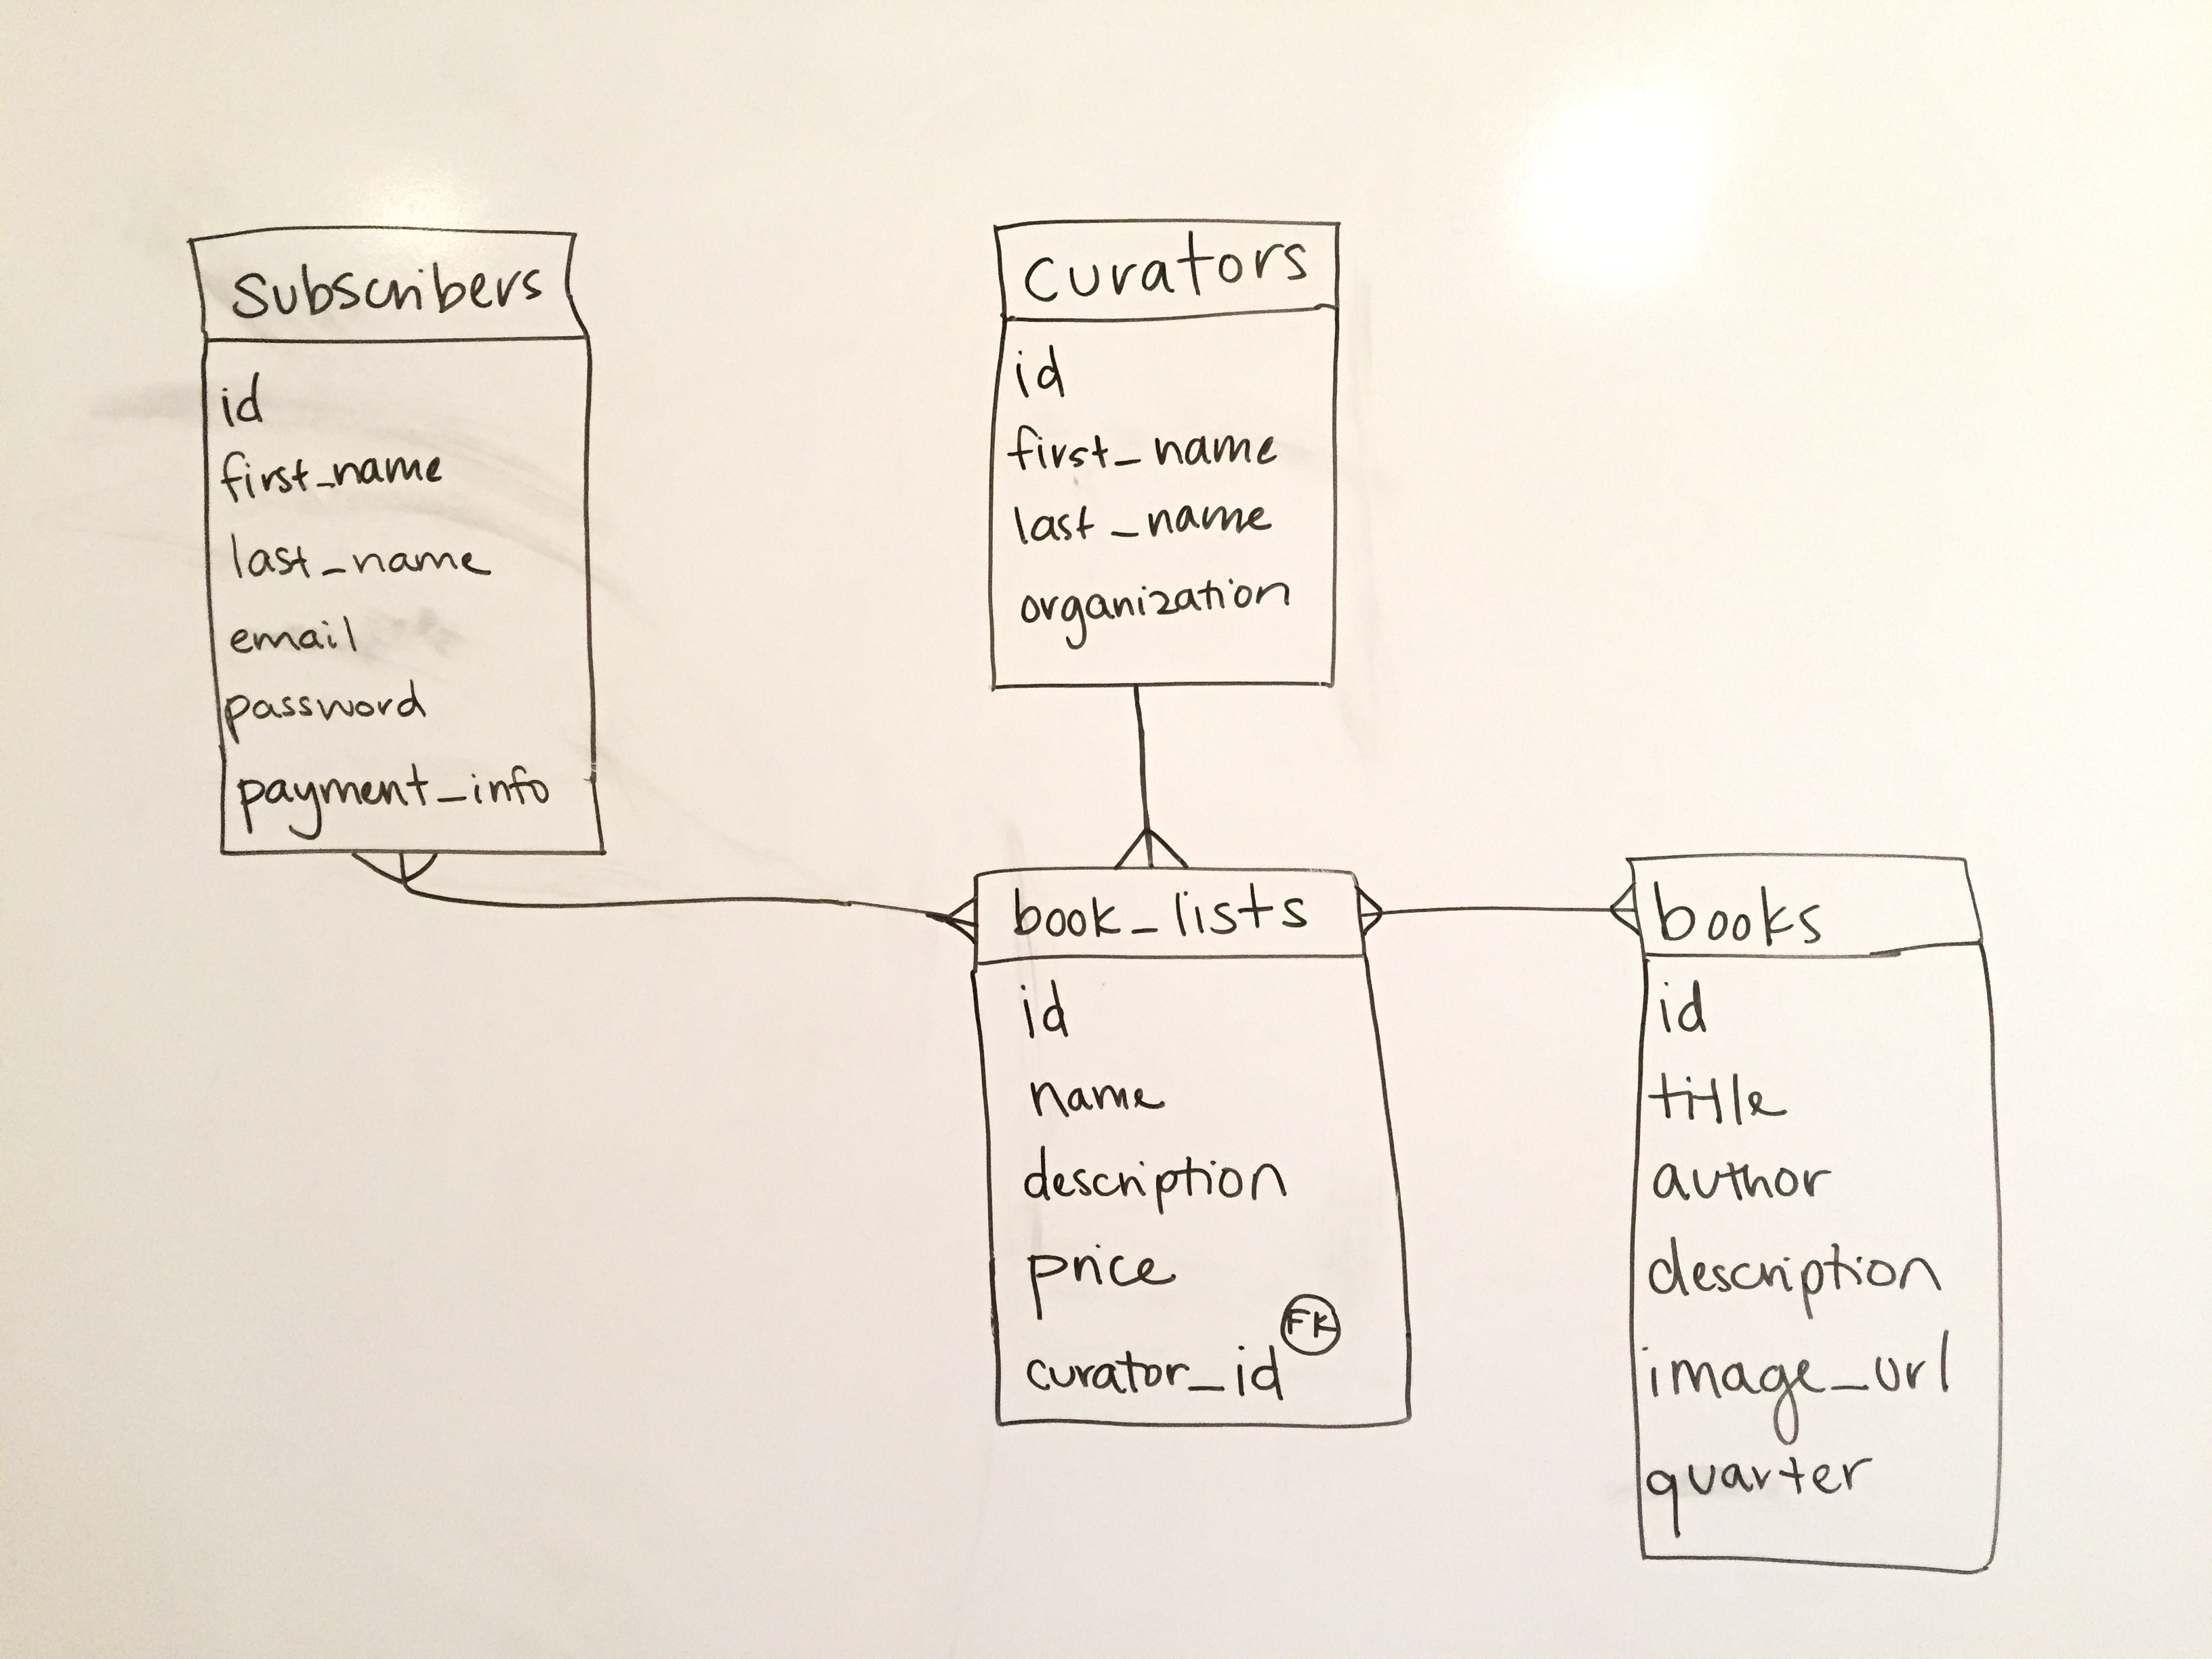 Subscribers
id
first_name
last_name
email
password
payment_info
curators
id
first_name
last_name
organization
book_lists
id
name
description
price
FK
curator_id
books
id
title
author
description
image_url
quarter